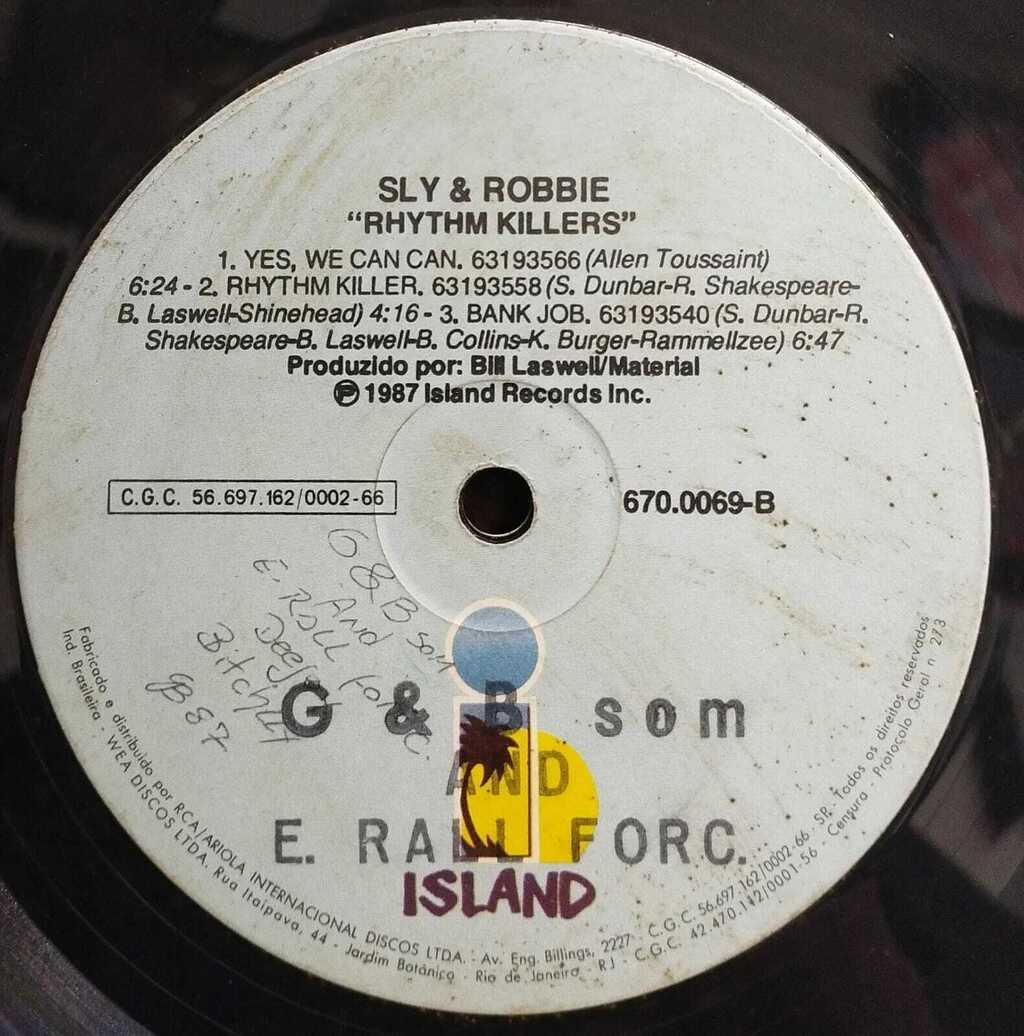 SLY & ROBBIE
“RHYTHM KILLERS”
1. YES, WE CAN CAN. 63193566 (Allen Toussaint)
6:24 - 2. RHYTHM KILLER. 63193558 (S. Dunbar-R. Shakespeare-
B. Laswell-Shinehead) 4:16 - 3. BANK JOB. 63193540 (S. Dunbar-R.
Shakespeare-B. Laswell-B. Collins-K. Burger-Rammellzee) 6:47
Produzido por: Bill Laswell/Material
℗ 1987 Island Records Inc.
C.G.C. 56.697.162/0002-66
670.0069-B
G & B som
And
E. Rall forc
GB 87
G & B som
AND
E. RALL FORC.
ISLAND
Fabricado e distribuido por RCA/ARIOLA INTERNACIONAL DISCOS LTDA. - Av. Eng. Billings, 2227 - C.G.C. 56.697.162/0002-66 - SP - Todos os direitos reservados
Ind. Brasileira - WEA DISCOS LTDA. Rua Itaipava, 44 - Jardim Botânico - Rio de Janeiro - RJ - C.G.C. 42.470.112/0001-56 - Censura - Protocolo Geral n 273